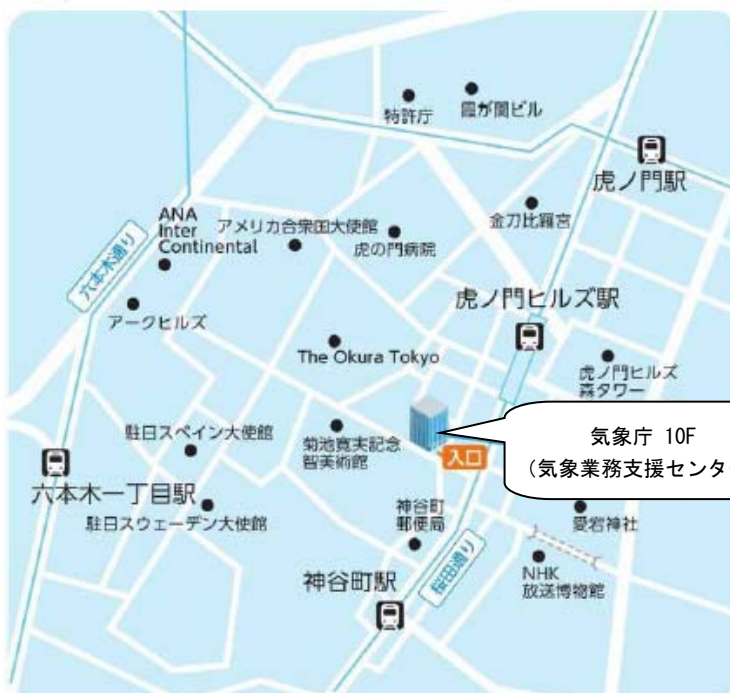 特許庁
霞が関ビル
虎ノ門駅
ANA
Inter
Continental
アメリカ合衆国大使館
虎の門病院
金刀比羅宮
六本木通り
アークヒルズ
虎ノ門ヒルズ駅
The Okura Tokyo
虎ノ門ヒルズ
森タワー
気象庁 10F
(気象業務支援センタ
駐日スペイン大使館
菊池寛実記念
智美術館
入口
六本木一丁目駅
駐日スウェーデン大使館
神谷町
郵便局
愛宕神社
桜田通り
NHK
放送博物館
神谷町駅